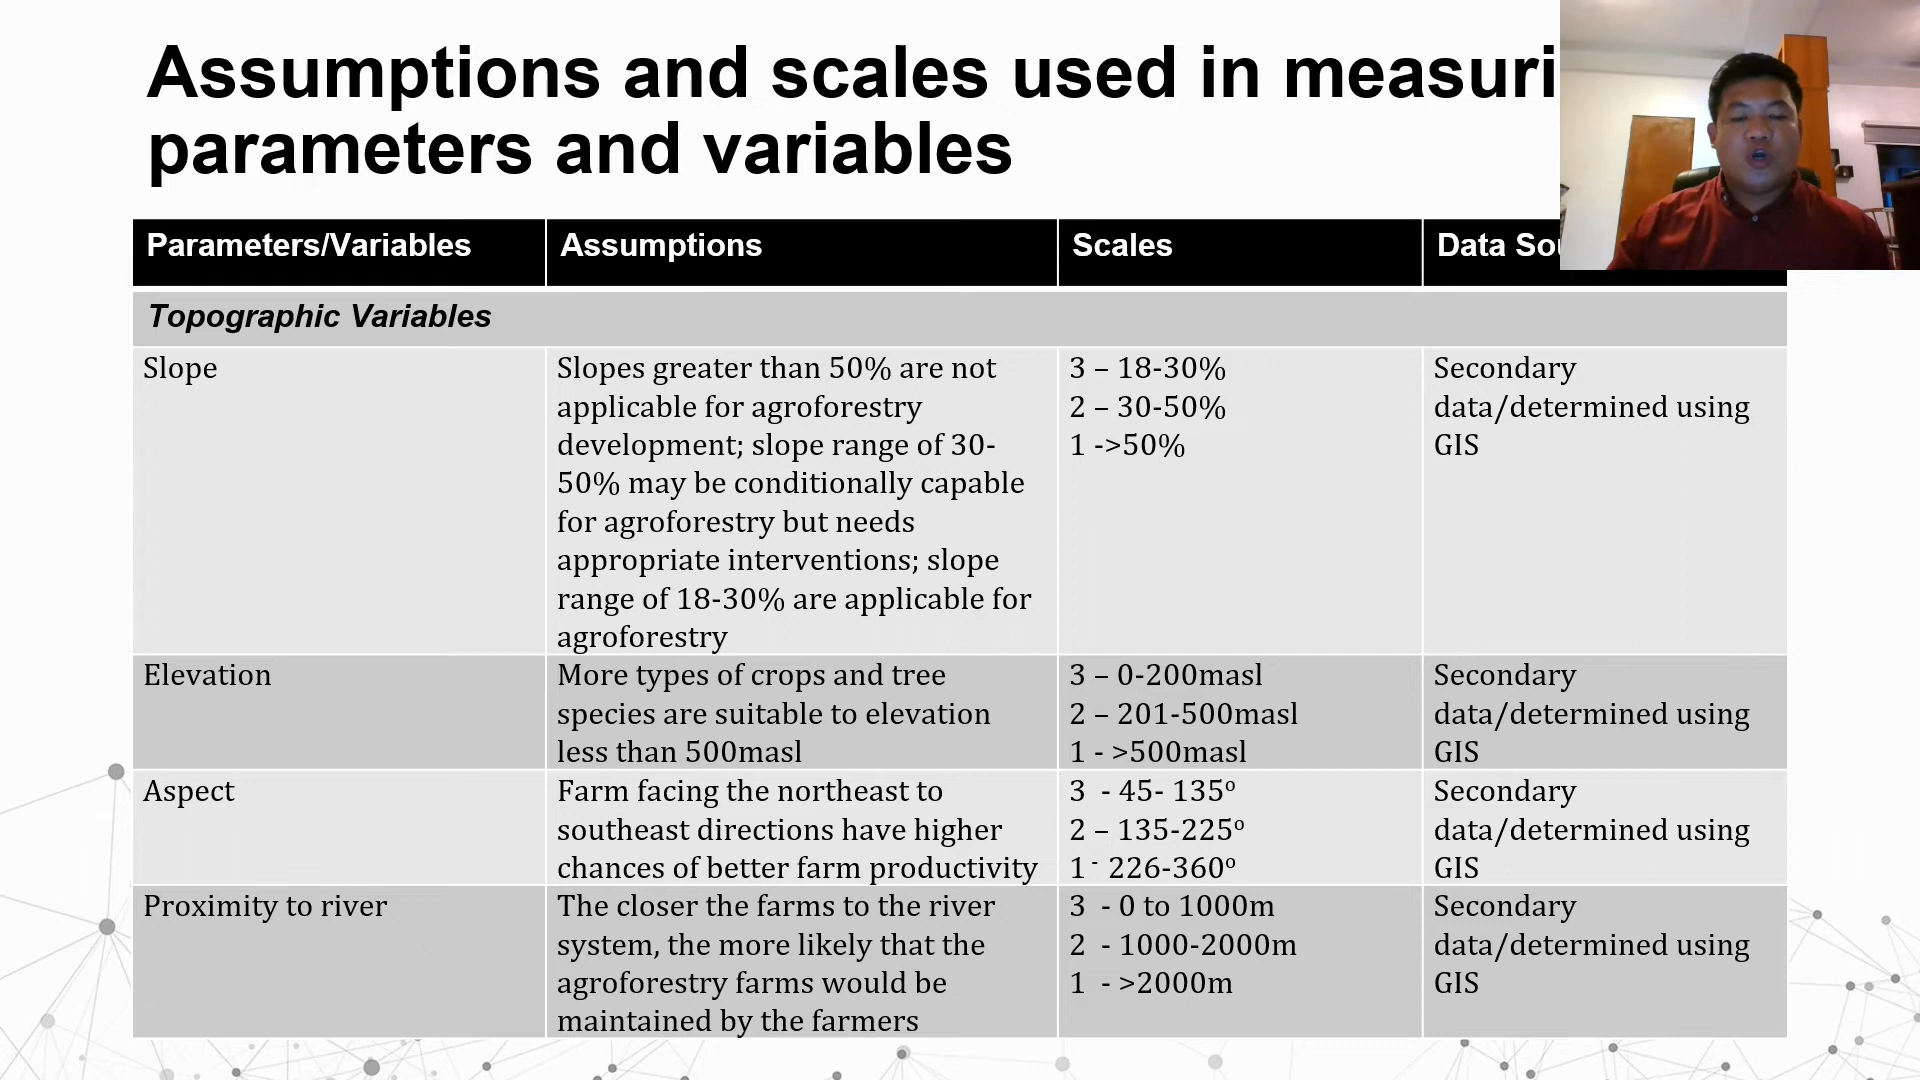 Assumptions and scales used in
parameters and variables
Parameters/Variables
Assumptions
Scales
Data
Topographic Variables
Slope
Slopes greater than 50% are not
applicable for agroforestry
development; slope range of 30-
50% may be conditionally capable
for agroforestry but needs
appropriate interventions; slope
range of 18-30% are applicable for
agroforestry
3 – 18-30%
2 – 30-50%
1 ->50%
Secondary
data/determined using
GIS
Elevation
More types of crops and tree
species are suitable to elevation
less than 500masl
3 – 0-200masl
2 – 201-500masl
1 - >500masl
Secondary
data/determined using
GIS
Aspect
Farm facing the northeast to
southeast directions have higher
chances of better farm productivity
3 - 45- 135º
2 – 135-225º
1 - 226-360º
Secondary
data/determined using
GIS
Proximity to river
The closer the farms to the river
system, the more likely that the
agroforestry farms would be
maintained by the farmers
3 - 0 to 1000m
2 - 1000-2000m
1 - >2000m
Secondary
data/determined using
GIS